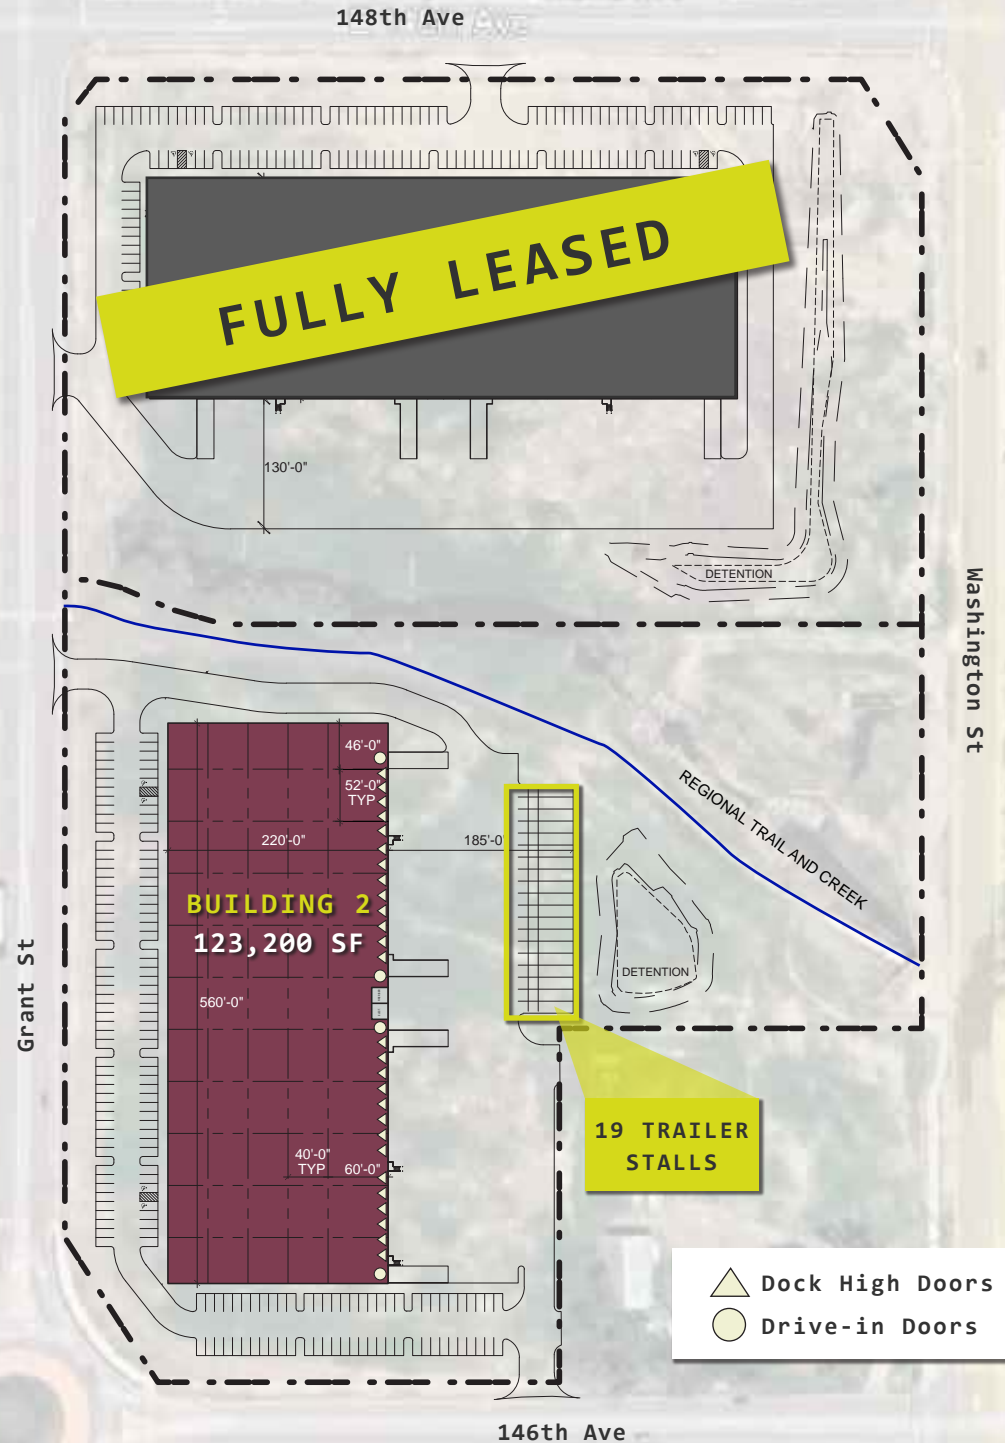 148th Ave
FULLY LEASED
130'-0"
DETENTION
Washington St
REGIONAL TRAIL AND CREEK
46'-0"
52'-0"
TYP
220'-0"
185'-0"
BUILDING 2
123,200 SF
DETENTION
560'-0"
Grant St
19 TRAILER
STALLS
40'-0"
TYP
60'-0"
Dock High Doors
Drive-in Doors
146th Ave